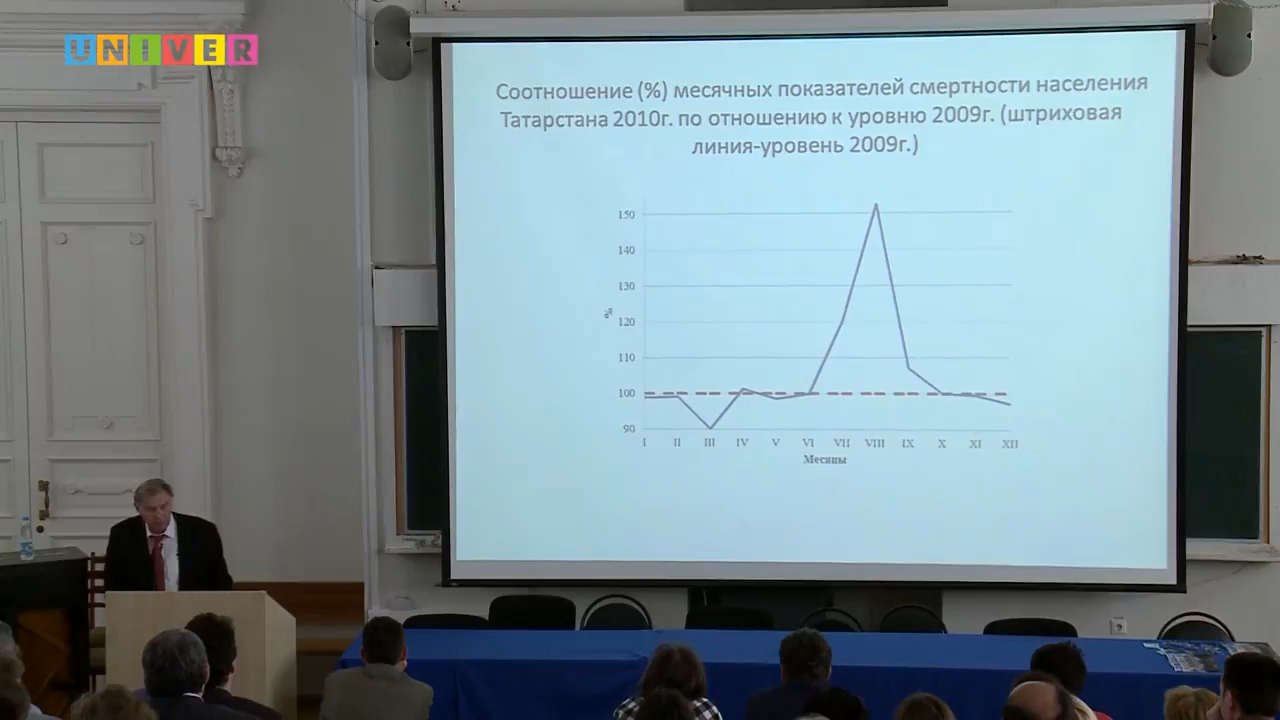 UNIVER
Соотношение (%) месячных показателей смертности населения
Татарстана 2010г. по отношению к уровню 2009г. (штриховая
линия-уровень 2009г.)
150
140
130
%
120
110
100
90
I II III IV V VI VII VIII IX X XI XII
Месяцы